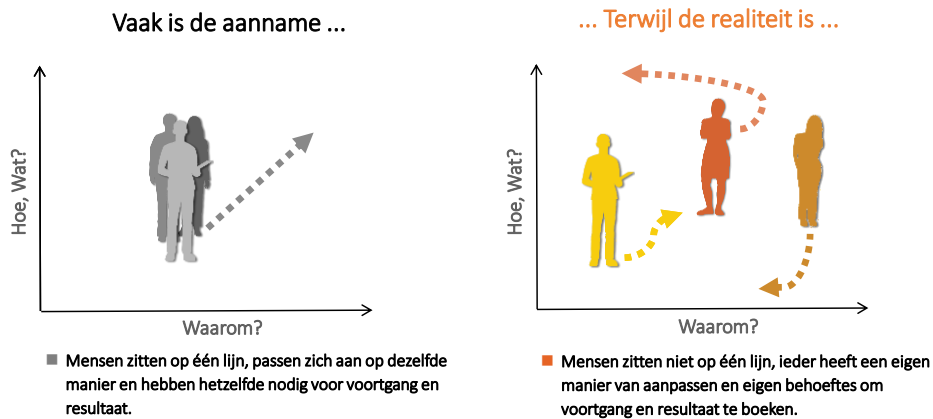 Vaak is de aanname ...
Hoe, Wat?
Waarom?
Mensen zitten op één lijn, passen zich aan op dezelfde
manier en hebben hetzelfde nodig voor voortgang en
resultaat.
... Terwijl de realiteit is ...
Hoe, Wat?
Waarom?
Mensen zitten niet op één lijn, ieder heeft een eigen
manier van aanpassen en eigen behoeftes om
voortgang en resultaat te boeken.